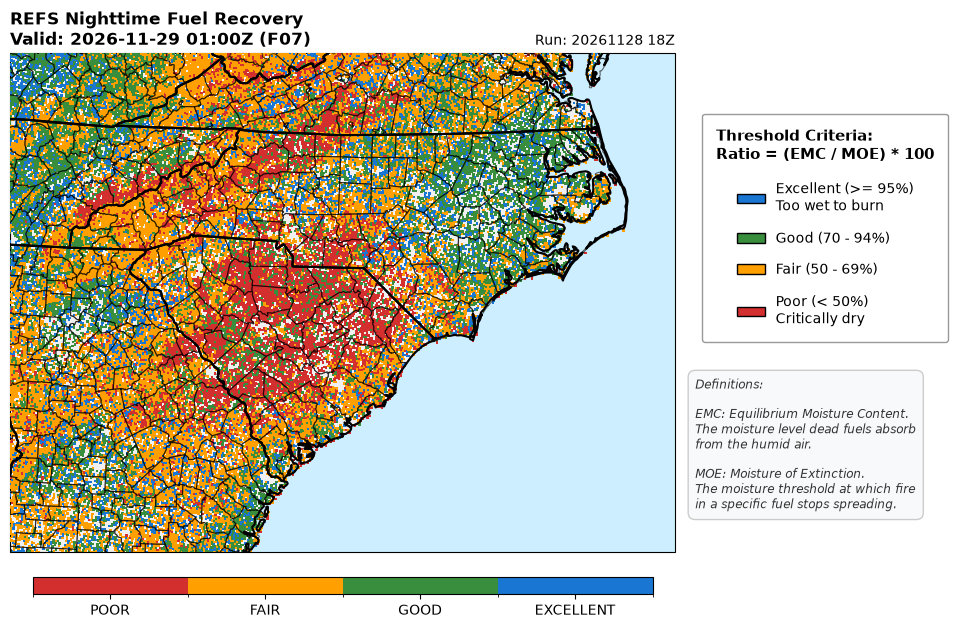 REFS Nighttime Fuel Recovery
Valid: 2026-11-29 01:00Z (F07)
Run: 20261128 18Z
Threshold Criteria:
Ratio = (EMC / MOE) * 100
Excellent (>= 95%)
Too wet to burn
Good (70 - 94%)
Fair (50 - 69%)
Poor (< 50%)
Critically dry
Definitions:
EMC: Equilibrium Moisture Content.
The moisture level dead fuels absorb
from the humid air.
MOE: Moisture of Extinction.
The moisture threshold at which fire
in a specific fuel stops spreading.
POOR
FAIR
GOOD
EXCELLENT